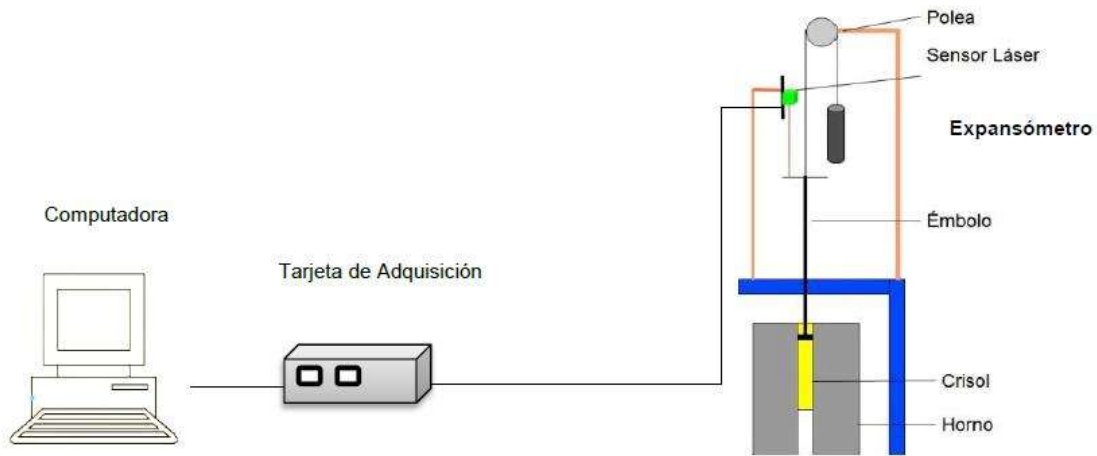 Polea
Sensor Láser
Expansómetro
Computadora
Émbolo
Tarjeta de Adquisición
Crisol
Horno